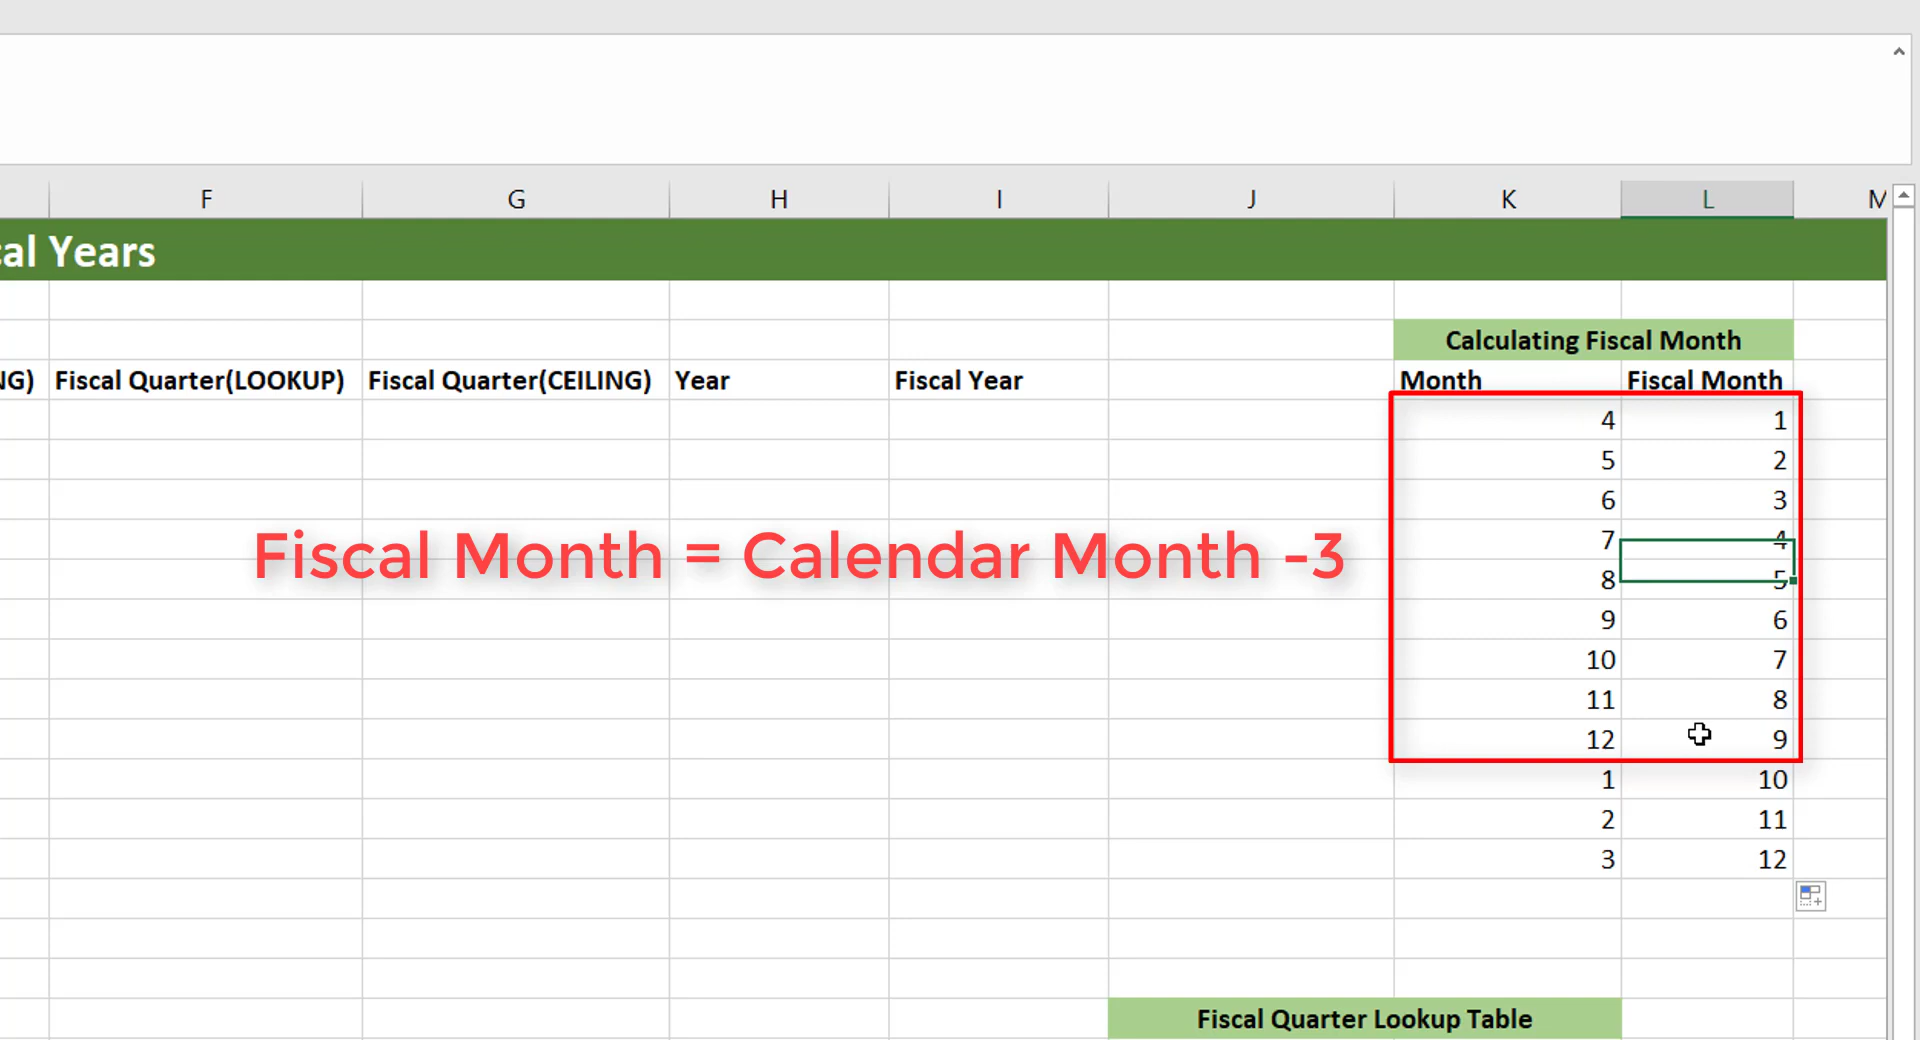 F G H I J K L M
cal Years
Calculating Fiscal Month
NG) Fiscal Quarter(LOOKUP) Fiscal Quarter(CEILING) Year Fiscal Year Month Fiscal Month
4 1
5 2
6 3
7 4
Fiscal Month = Calendar Month -3
8 5
9 6
10 7
11 8
12 9
1 10
2 11
3 12
Fiscal Quarter Lookup Table